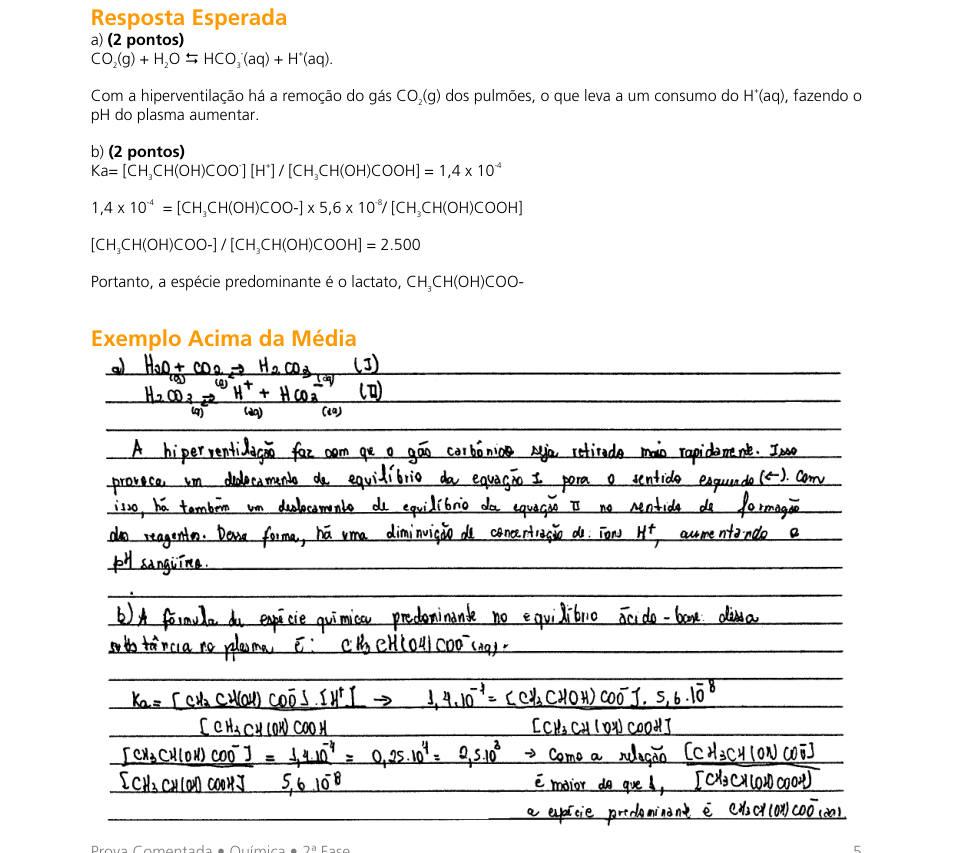 Resposta Esperada
a) (2 pontos)
CO₂(g) + H₂O ⇆ HCO₃⁻(aq) + H⁺(aq).
Com a hiperventilação há a remoção do gás CO₂(g) dos pulmões, o que leva a um consumo do H⁺(aq), fazendo o
pH do plasma aumentar.
b) (2 pontos)
Ka= [CH₃CH(OH)COO⁻] [H⁺] / [CH₃CH(OH)COOH] = 1,4 x 10⁻⁴
1,4 x 10⁻⁴ = [CH₃CH(OH)COO-] x 5,6 x 10⁻⁸/ [CH₃CH(OH)COOH]
[CH₃CH(OH)COO-] / [CH₃CH(OH)COOH] = 2.500
Portanto, a espécie predominante é o lactato, CH₃CH(OH)COO-
Exemplo Acima da Média
a) H₂O(l) + CO₂(g) ⇌ H₂CO₃(aq) (I)
H₂CO₃(aq) ⇌ H⁺(aq) + HCO₃⁻(aq) (II)
A hiperventilação faz com que o gás carbônico seja retirado mais rapidamente. Isso
provoca um deslocamento de equilíbrio da equação I para o sentido esquerdo (←). Com
isso, há também um deslocamento de equilíbrio da equação II no sentido de formação
dos reagentes. Dessa forma, há uma diminuição de concentração de íons H⁺, aumentando o
pH sangüíneo.
b) A fórmula da espécie química predominante no equilíbrio ácido-base dessa
substância no plasma é: CH₃CH(OH)COO⁻(aq).
Ka = [CH₃CH(OH)COO⁻].[H⁺] → 1,4.10⁻⁴ = [CH₃CH(OH)COO⁻]. 5,6.10⁻⁸
[CH₃CH(OH)COOH [CH₃CH(OH)COOH]
[CH₃CH(OH)COO⁻] = 1,4.10⁻⁴ = 0,25.10⁴ = 2,5.10³ → Como a relação [CH₃CH(OH)COO⁻]
[CH₃CH(OH)COOH] 5,6.10⁻⁸ é maior do que 1, [CH₃CH(OH)COOH]
a espécie predominante é CH₃CH(OH)COO⁻(aq).
Prova Comentada • Química • 2ª Fase 5